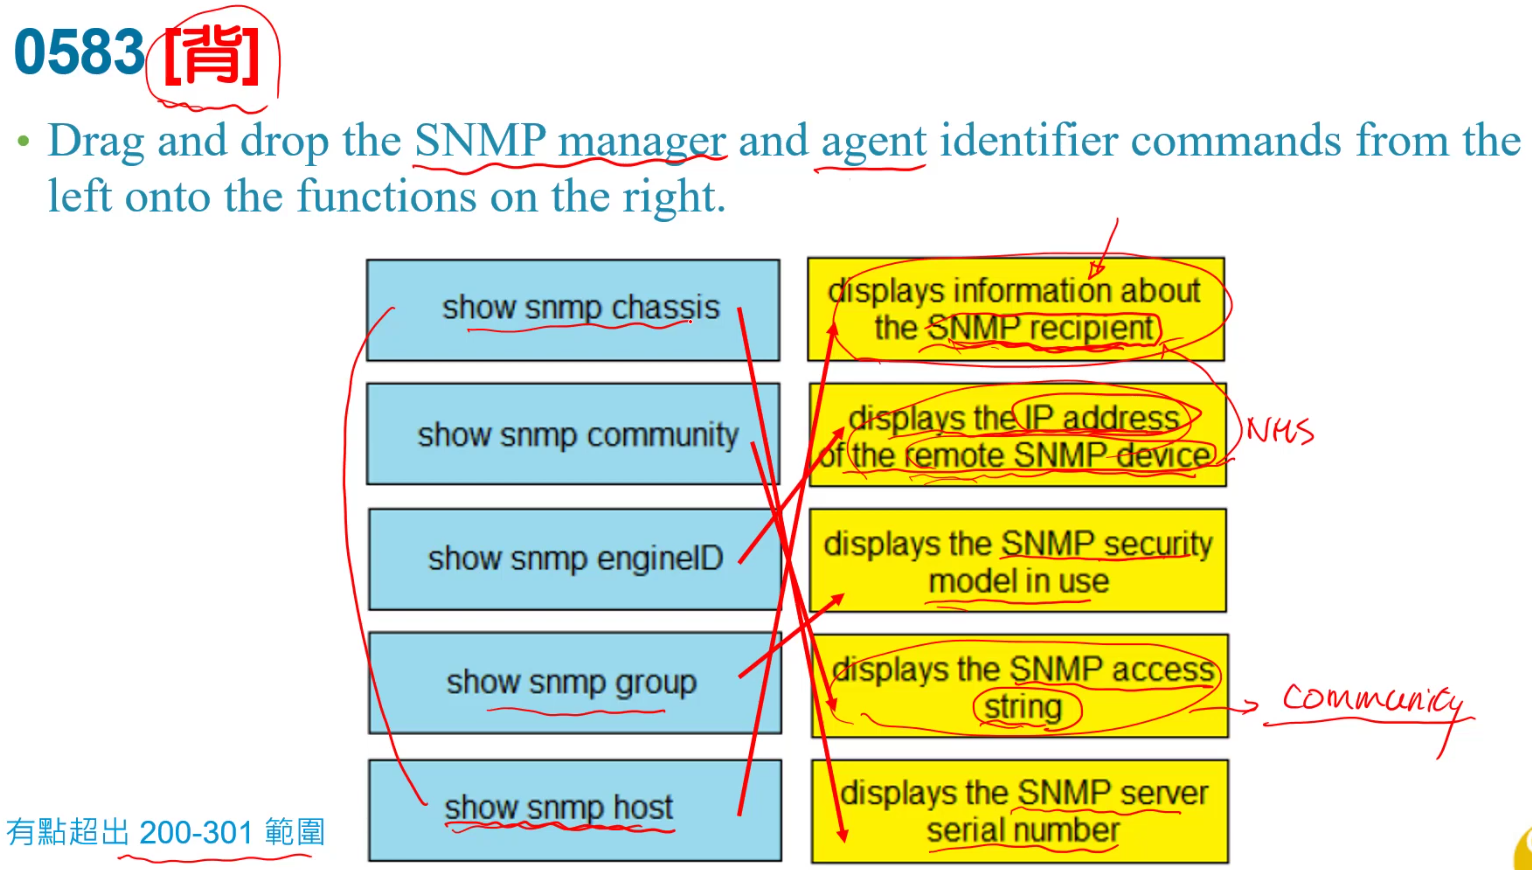 0583 [背]
• Drag and drop the SNMP manager and agent identifier commands from the
left onto the functions on the right.
show snmp chassis
show snmp community
show snmp engineID
show snmp group
show snmp host
displays information about
the SNMP recipient
displays the IP address
of the remote SNMP device
displays the SNMP security
model in use
displays the SNMP access
string
displays the SNMP server
serial number
NMS
community
有點超出 200-301 範圍